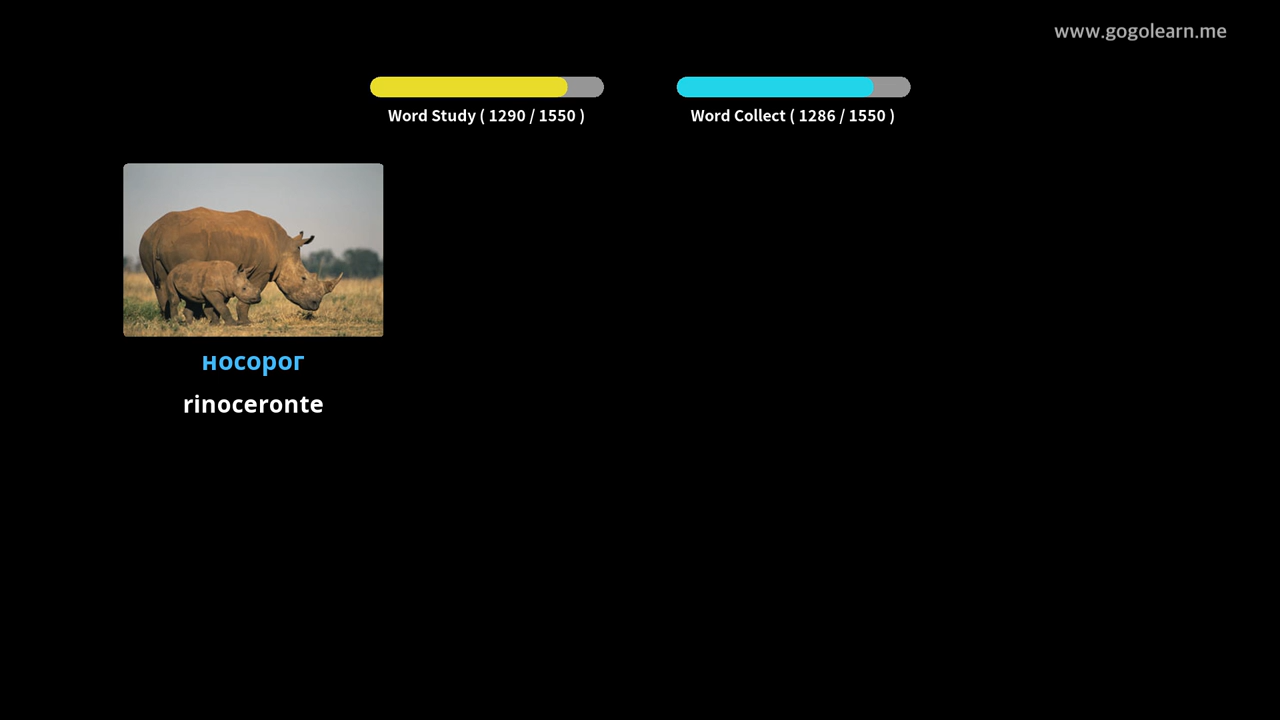 www.gogolearn.me
Word Study ( 1290 / 1550 )
Word Collect ( 1286 / 1550 )
носорог
rinoceronte